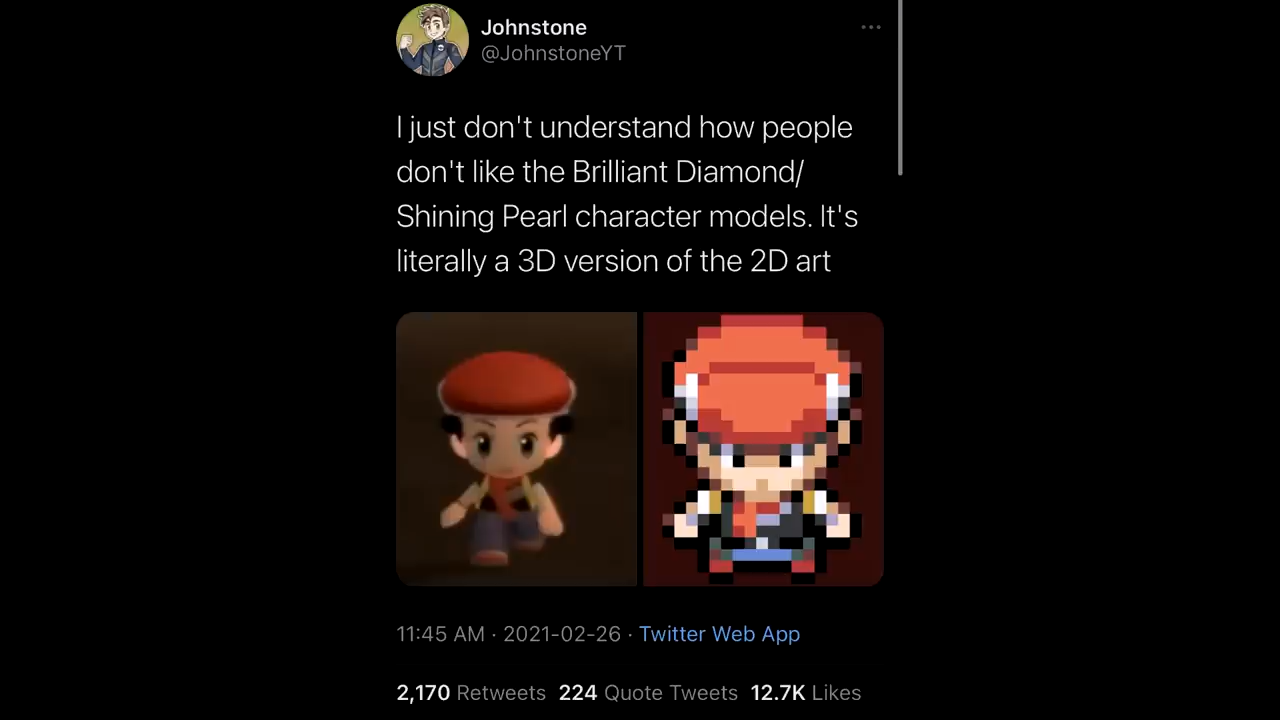 Johnstone
@JohnstoneYT
I just don't understand how people
don't like the Brilliant Diamond/
Shining Pearl character models. It's
literally a 3D version of the 2D art
11:45 AM · 2021-02-26 · Twitter Web App
2,170 Retweets 224 Quote Tweets 12.7K Likes